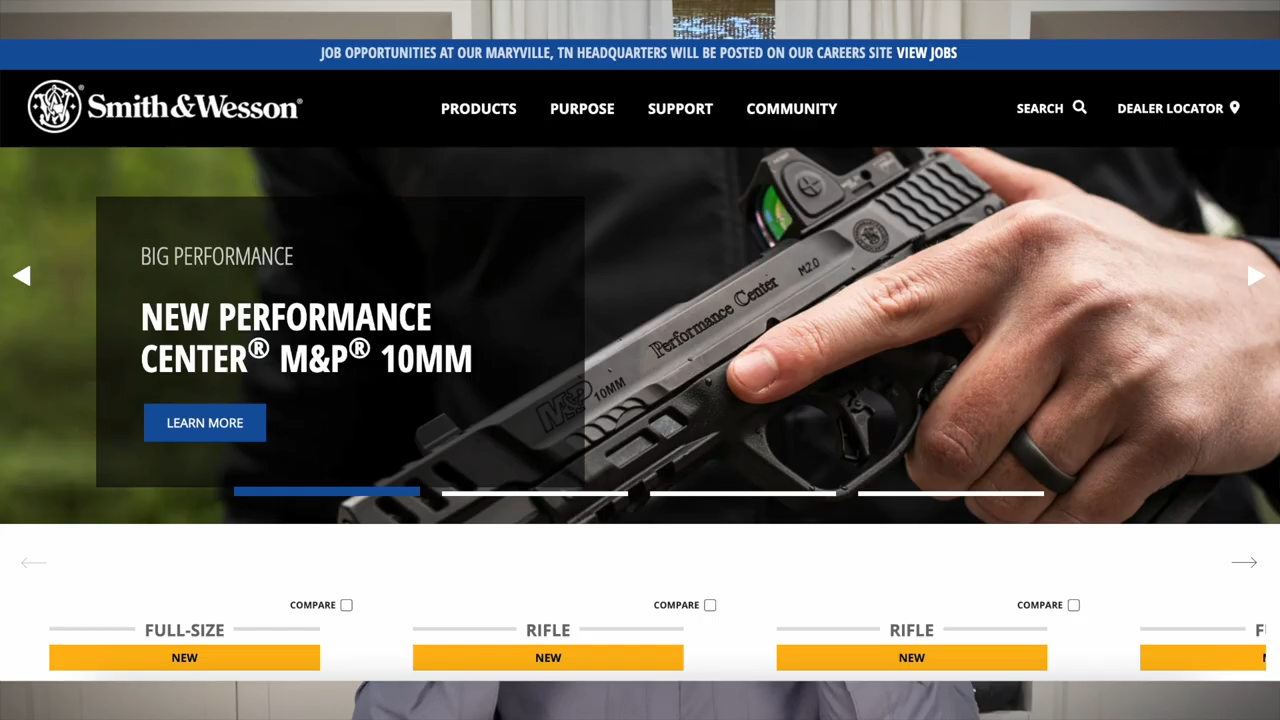 JOB OPPORTUNITIES AT OUR MARYVILLE, TN HEADQUARTERS WILL BE POSTED ON OUR CAREERS SITE VIEW JOBS
Smith&Wesson®
PRODUCTS PURPOSE SUPPORT COMMUNITY SEARCH DEALER LOCATOR
BIG PERFORMANCE
NEW PERFORMANCE
CENTER® M&P® 10MM
LEARN MORE
Performance Center M2.0
M&P 10MM
COMPARE COMPARE COMPARE
FULL-SIZE RIFLE RIFLE
NEW NEW NEW